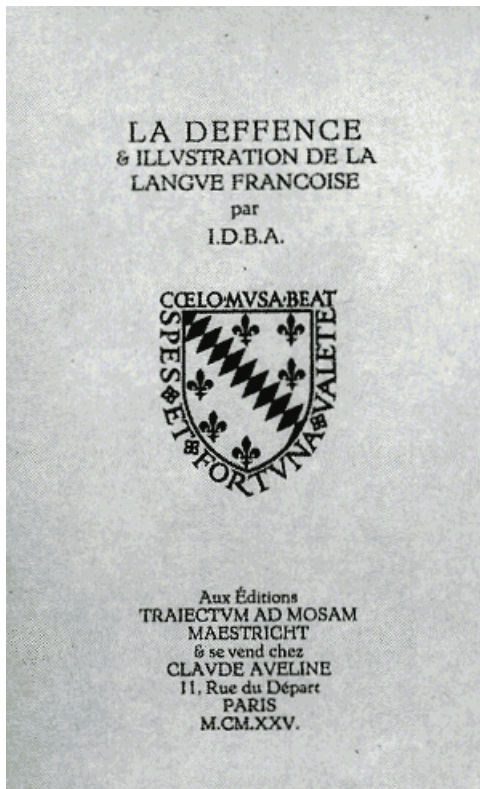 LA DEFFENCE
& ILLVSTRATION DE LA
LANGVE FRANCOISE
par
I.D.B.A.
CŒLO·MVSA·BEAT
SPES ET FORTVNA VALETE
Aux Éditions
TRAIECTVM AD MOSAM
MAESTRICHT
& se vend chez
CLAVDE AVELINE
11, Rue du Départ
PARIS
M.CM.XXV.